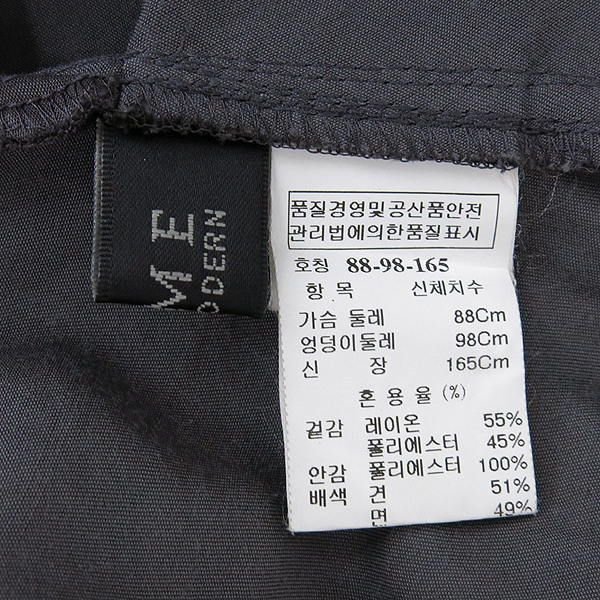 ME
ODERN
품질경영및공산품안전
관리법에의한품질표시
호칭 88-98-165
항 목 신체치수
가슴 둘레 88Cm
엉덩이둘레 98Cm
신 장 165Cm
혼 용 율 (%)
겉감 레이온 55%
폴리에스터 45%
안감 폴리에스터 100%
배색 견 51%
면 49%